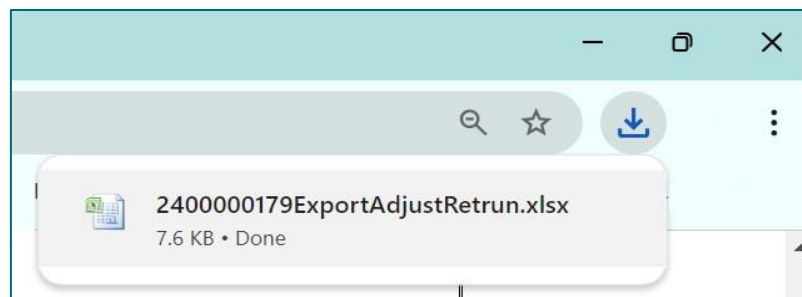 2400000179ExportAdjustRetrun.xlsx
7.6 KB • Done